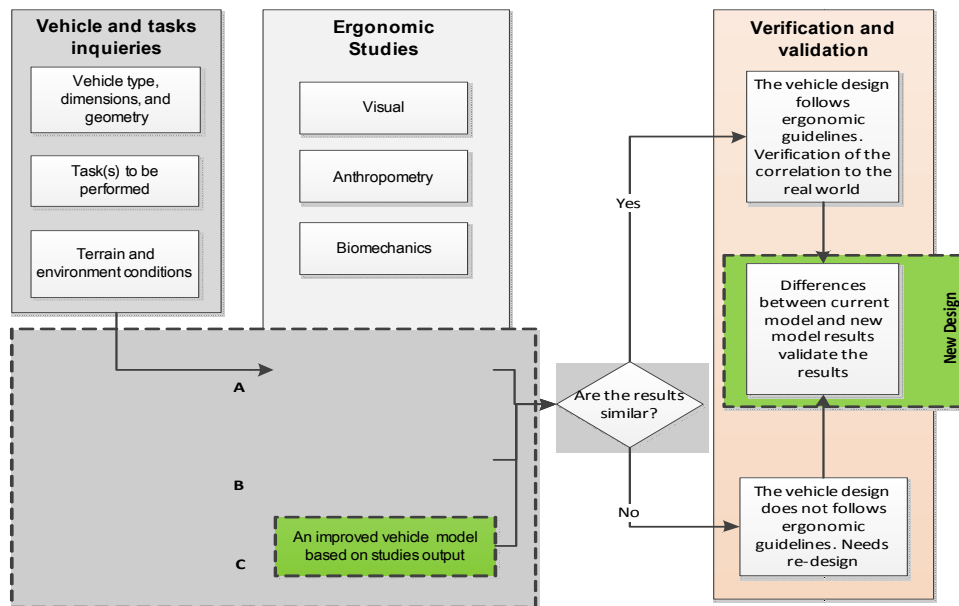 Vehicle and tasks
inquieries
Vehicle type,
dimensions, and
geometry
Task(s) to be
performed
Terrain and
environment conditions
Ergonomic
Studies
Visual
Anthropometry
Biomechanics
A
B
C
An improved vehicle model
based on studies output
Are the results
similar?
Yes
No
Verification and
validation
The vehicle design
follows
ergonomic
guidelines.
Verification of the
correlation to the
real world
Differences
between current
model and new
model results
validate the
results
New Design
The vehicle design
does not follows
ergonomic
guidelines. Needs
re-design